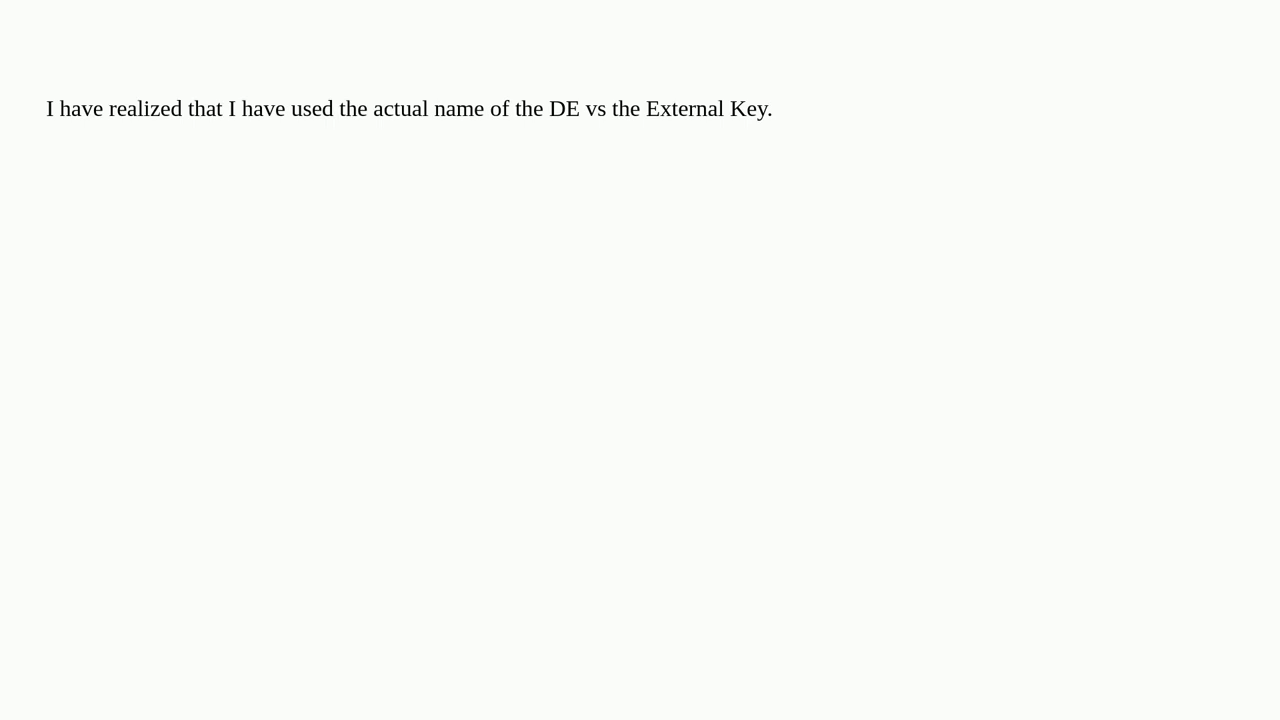 I have realized that I have used the actual name of the DE vs the External Key.